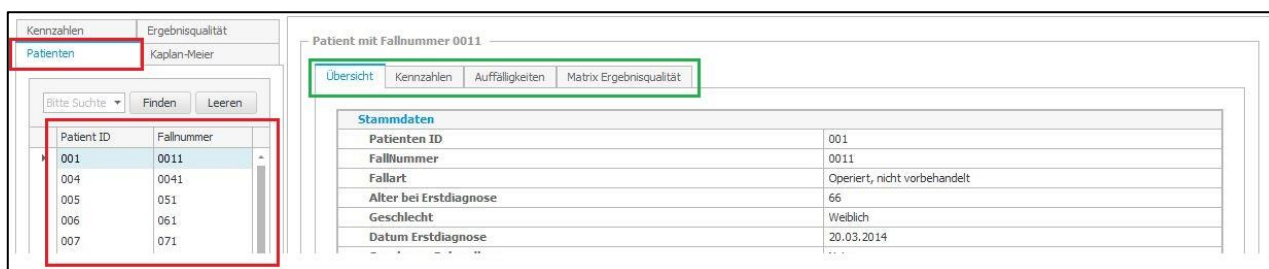 Kennzahlen Ergebnisqualität
Patienten Kaplan-Meier
Bitte Suchte Finden Leeren
Patient ID Fallnummer
001 0011
004 0041
005 051
006 061
007 071
Patient mit Fallnummer 0011
Übersicht Kennzahlen Auffälligkeiten Matrix Ergebnisqualität
Stammdaten
Patienten ID 001
FallNummer 0011
Fallart Operiert, nicht vorbehandelt
Alter bei Erstdiagnose 66
Geschlecht Weiblich
Datum Erstdiagnose 20.03.2014